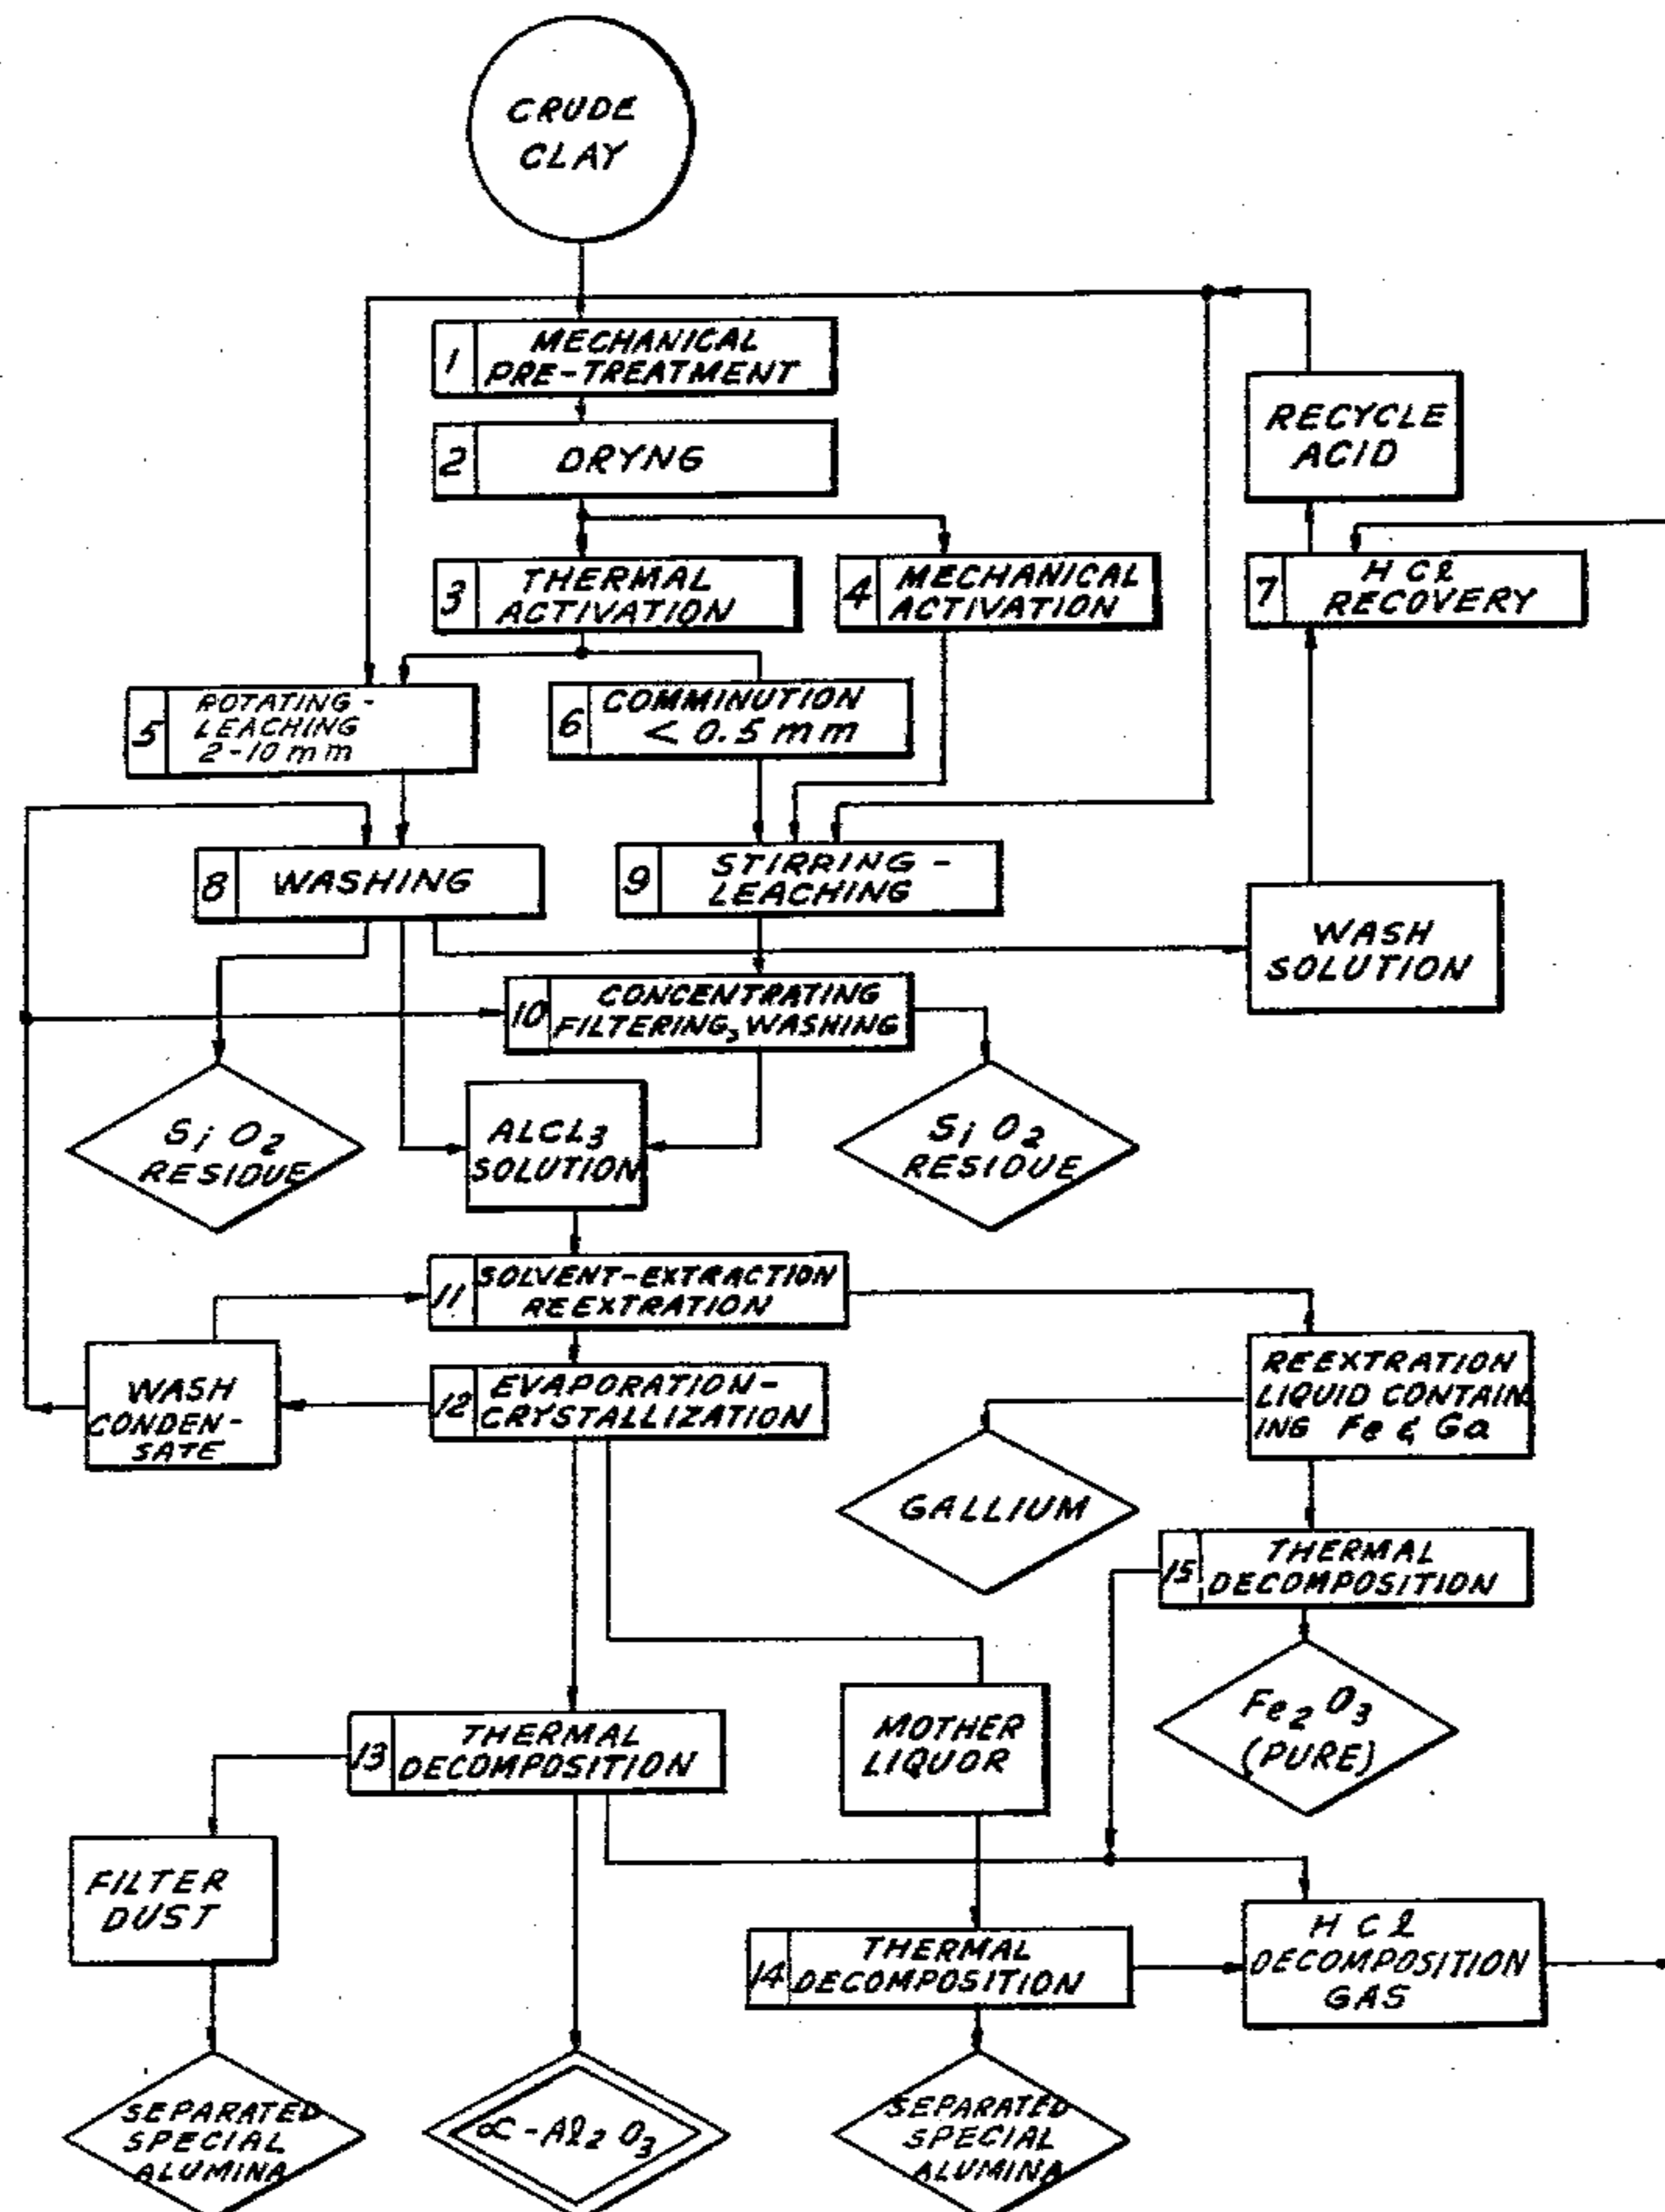 CRUDE
CLAY
1
MECHANICAL
PRE-TREATMENT
2
DRYNG
RECYCLE
ACID
3
THERMAL
ACTIVATION
4
MECHANICAL
ACTIVATION
7
HCl
RECOVERY
5
ROTATING-
LEACHING
2-10 mm
6
COMMINUTION
< 0.5 mm
8
WASHING
9
STIRRING-
LEACHING
WASH
SOLUTION
10
CONCENTRATING
FILTERING, WASHING
SiO2
RESIDUE
ALCL3
SOLUTION
SiO2
RESIDUE
11
SOLVENT-EXTRACTION
REEXTRATION
WASH
CONDEN-
SATE
12
EVAPORATION-
CRYSTALLIZATION
REEXTRATION
LIQUID CONTAIN
ING Fe & Ga
GALLIUM
15
THERMAL
DECOMPOSITION
Fe2O3
(PURE)
13
THERMAL
DECOMPOSITION
MOTHER
LIQUOR
FILTER
DUST
14
THERMAL
DECOMPOSITION
HCl
DECOMPOSITION
GAS
SEPARATED
SPECIAL
ALUMINA
∝-Al2O3
SEPARATED
SPECIAL
ALUMINA